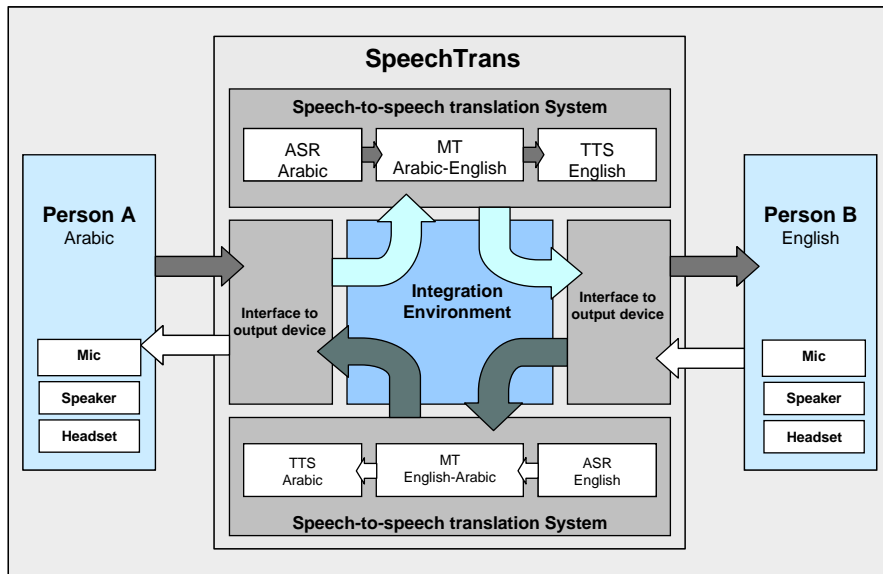 SpeechTrans
Speech-to-speech translation System
ASR
Arabic
MT
Arabic-English
TTS
English
Person A
Arabic
Mic
Speaker
Headset
Interface to
output device
Integration
Environment
Interface to
output device
Person B
English
Mic
Speaker
Headset
TTS
Arabic
MT
English-Arabic
ASR
English
Speech-to-speech translation System